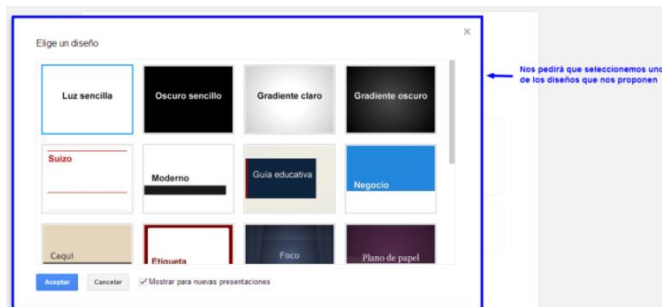 Elige un diseño
×
Nos pedirá que seleccionemos uno
de los diseños que nos proponen
Luz sencilla
Oscuro sencillo
Gradiente claro
Gradiente oscuro
Suizo
Moderno
Guía educativa
Negocio
Caqui
Etiqueta
Foco
Plano de papel
Aceptar
Cancelar
Mostrar para nuevas presentaciones